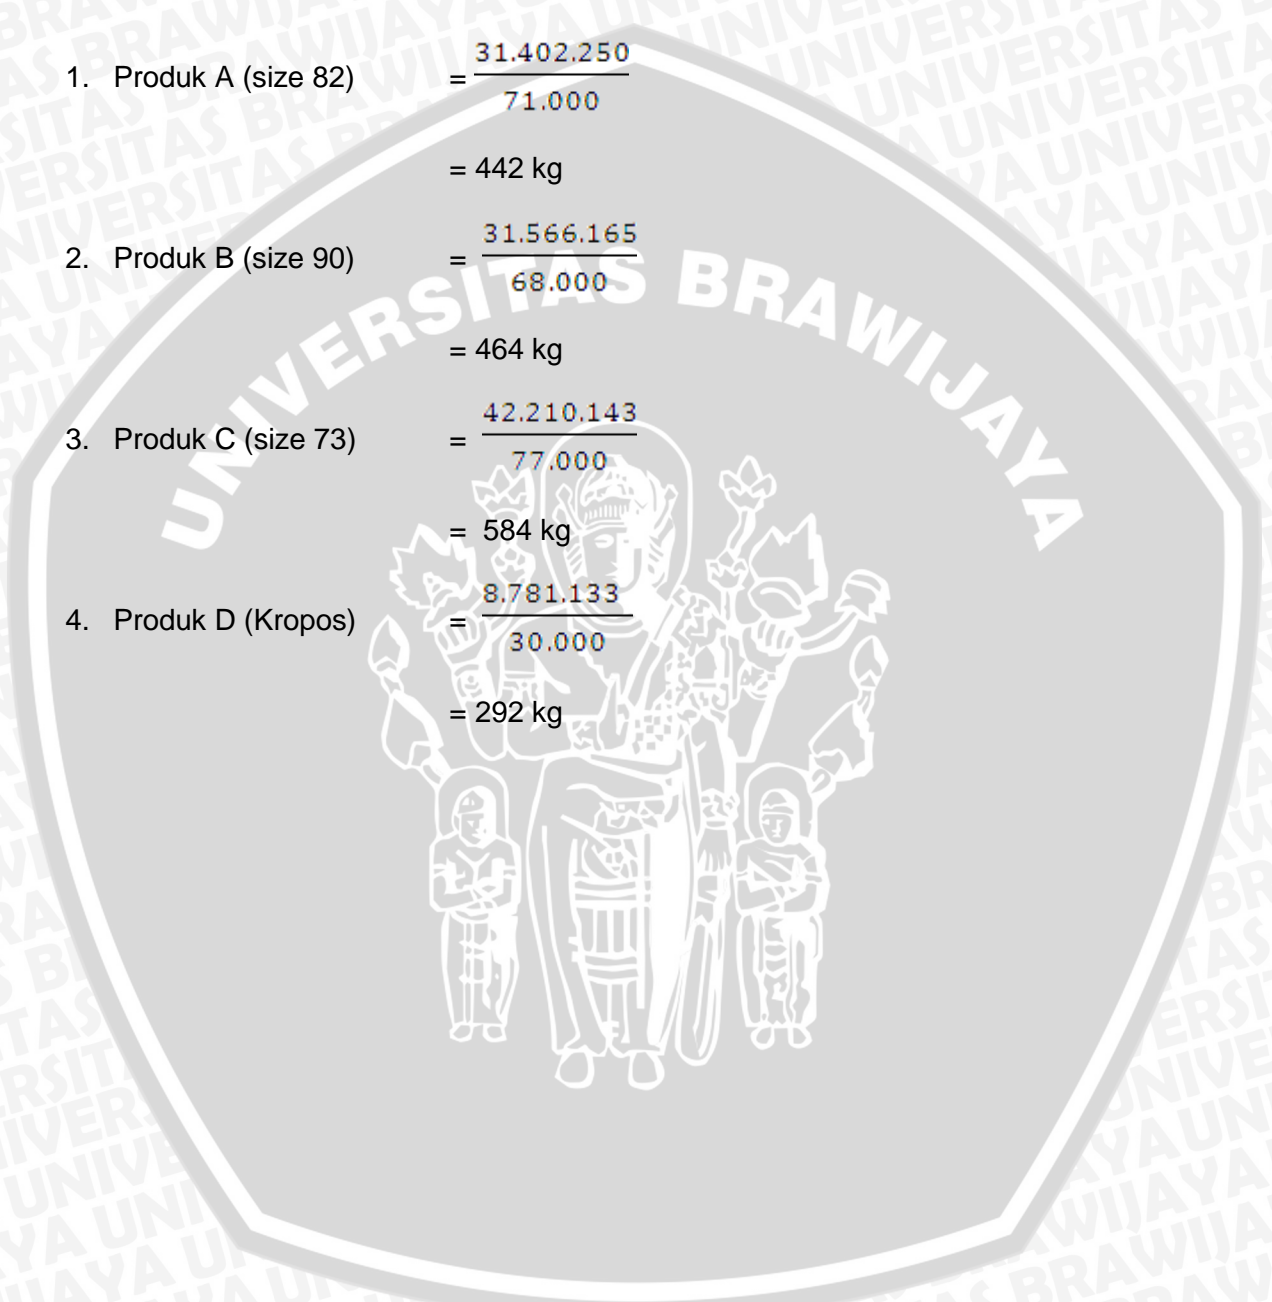 1. Produk A (size 82) = 31.402.250
71.000
= 442 kg
2. Produk B (size 90) = 31.566.165
68.000
= 464 kg
3. Produk C (size 73) = 42.210.143
77.000
= 584 kg
4. Produk D (Kropos) = 8.781.133
30.000
= 292 kg
UNIVERSITAS BRAWIJAYA